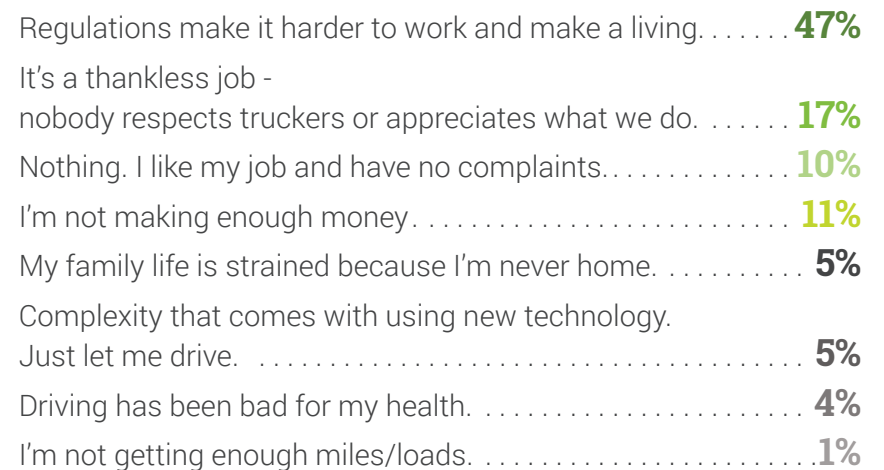 Regulations make it harder to work and make a living. . . . . . . 47%
It's a thankless job -
nobody respects truckers or appreciates what we do. . . . . . . 17%
Nothing. I like my job and have no complaints. . . . . . . . . . . . . 10%
I'm not making enough money. . . . . . . . . . . . . . . . . . . . . . . . . 11%
My family life is strained because I'm never home. . . . . . . . . . 5%
Complexity that comes with using new technology.
Just let me drive. . . . . . . . . . . . . . . . . . . . . . . . . . . . . . . . . . . . 5%
Driving has been bad for my health. . . . . . . . . . . . . . . . . . . . . 4%
I'm not getting enough miles/loads. . . . . . . . . . . . . . . . . . . . . .1%